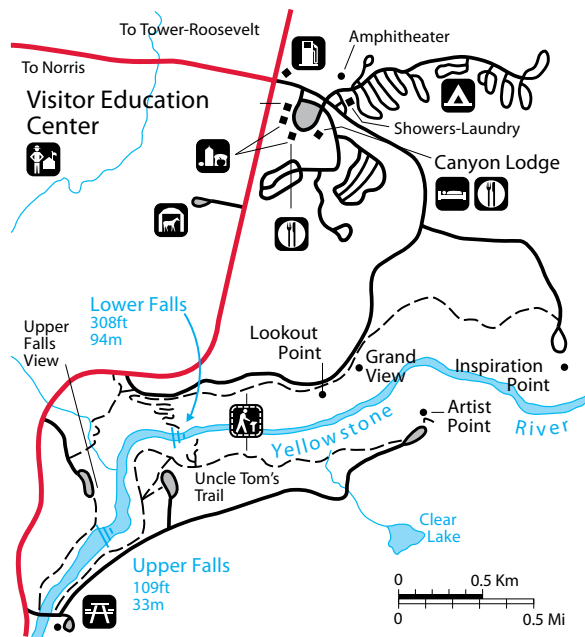 To Tower-Roosevelt
Amphitheater
To Norris
Visitor Education
Center
Showers-Laundry
Canyon Lodge
Lower Falls
308ft
94m
Upper
Falls
View
Lookout
Point
Grand
View
Inspiration
Point
Artist
Point
Yellowstone
River
Uncle Tom's
Trail
Clear
Lake
Upper Falls
109ft
33m
0 0.5 Km
0 0.5 Mi